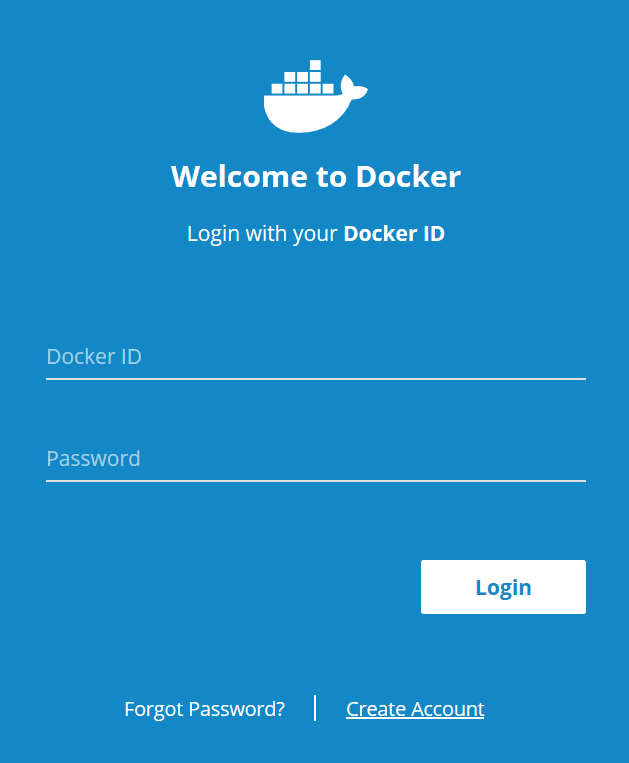 Welcome to Docker
Login with your Docker ID
Docker ID
Password
Login
Forgot Password?
Create Account